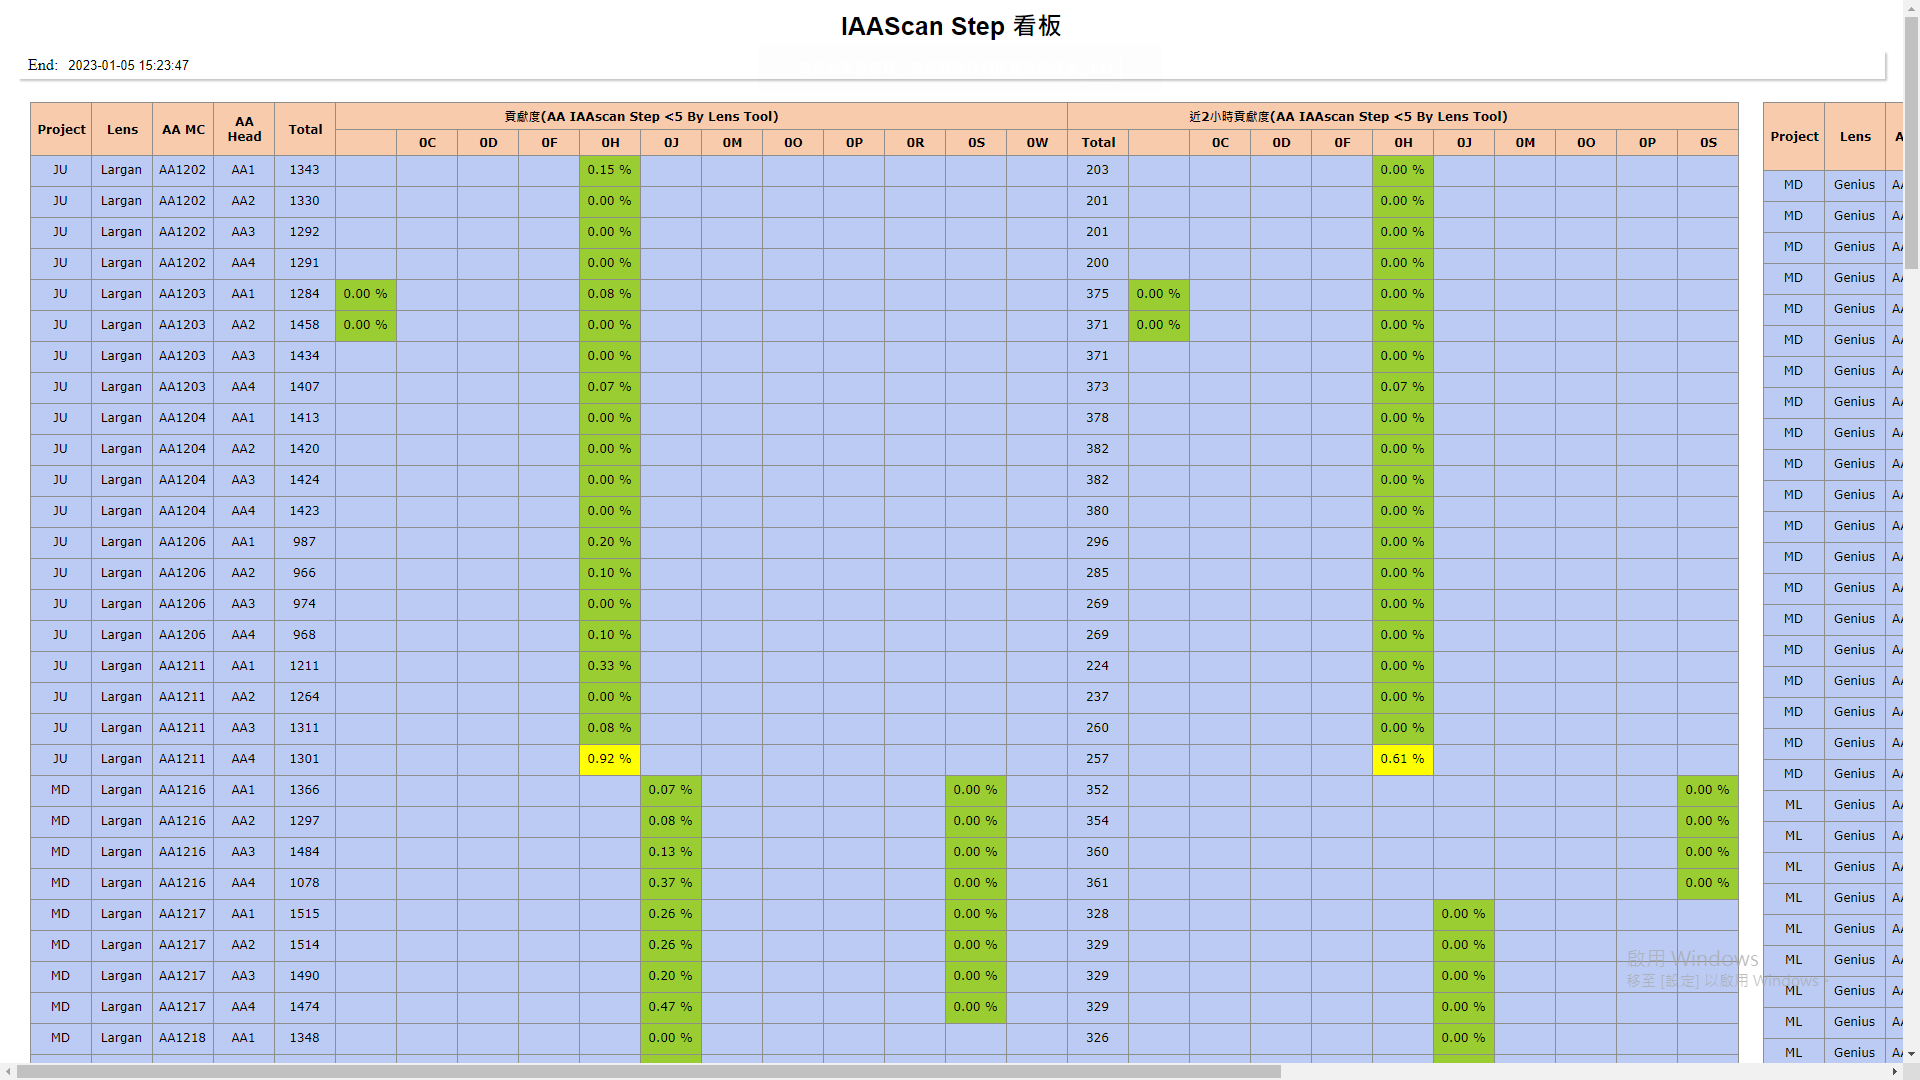 IAAScan Step 看板
End: 2023-01-05 15:23:47
Project Lens AA MC AA Head Total 貢獻度(AA IAAscan Step <5 By Lens Tool) 近2小時貢獻度(AA IAAscan Step <5 By Lens Tool) Project Lens
0C 0D 0F 0H 0J 0M 0O 0P 0R 0S 0W Total 0C 0D 0F 0H 0J 0M 0O 0P 0S
JU Largan AA1202 AA1 1343 0.15 % 203 0.00 % MD Genius
JU Largan AA1202 AA2 1330 0.00 % 201 0.00 % MD Genius
JU Largan AA1202 AA3 1292 0.00 % 201 0.00 % MD Genius
JU Largan AA1202 AA4 1291 0.00 % 200 0.00 % MD Genius
JU Largan AA1203 AA1 1284 0.00 % 0.08 % 375 0.00 % 0.00 % MD Genius
JU Largan AA1203 AA2 1458 0.00 % 0.00 % 371 0.00 % 0.00 % MD Genius
JU Largan AA1203 AA3 1434 0.00 % 371 0.00 % MD Genius
JU Largan AA1203 AA4 1407 0.07 % 373 0.07 % MD Genius
JU Largan AA1204 AA1 1413 0.00 % 378 0.00 % MD Genius
JU Largan AA1204 AA2 1420 0.00 % 382 0.00 % MD Genius
JU Largan AA1204 AA3 1424 0.00 % 382 0.00 % MD Genius
JU Largan AA1204 AA4 1423 0.00 % 380 0.00 % MD Genius
JU Largan AA1206 AA1 987 0.20 % 296 0.00 % MD Genius
JU Largan AA1206 AA2 966 0.10 % 285 0.00 % MD Genius
JU Largan AA1206 AA3 974 0.00 % 269 0.00 % MD Genius
JU Largan AA1206 AA4 968 0.10 % 269 0.00 % MD Genius
JU Largan AA1211 AA1 1211 0.33 % 224 0.00 % MD Genius
JU Largan AA1211 AA2 1264 0.00 % 237 0.00 % MD Genius
JU Largan AA1211 AA3 1311 0.08 % 260 0.00 % MD Genius
JU Largan AA1211 AA4 1301 0.92 % 257 0.61 % MD Genius
MD Largan AA1216 AA1 1366 0.07 % 0.00 % 352 0.00 % ML Genius
MD Largan AA1216 AA2 1297 0.08 % 0.00 % 354 0.00 % ML Genius
MD Largan AA1216 AA3 1484 0.13 % 0.00 % 360 0.00 % ML Genius
MD Largan AA1216 AA4 1078 0.37 % 0.00 % 361 0.00 % ML Genius
MD Largan AA1217 AA1 1515 0.26 % 0.00 % 328 0.00 % ML Genius
MD Largan AA1217 AA2 1514 0.26 % 0.00 % 329 0.00 % ML Genius
MD Largan AA1217 AA3 1490 0.20 % 0.00 % 329 0.00 % ML Genius
MD Largan AA1217 AA4 1474 0.47 % 0.00 % 329 0.00 % ML Genius
MD Largan AA1218 AA1 1348 0.00 % 326 0.00 % ML Genius
啟用 Windows
移至 [設定] 以啟用 Windows。